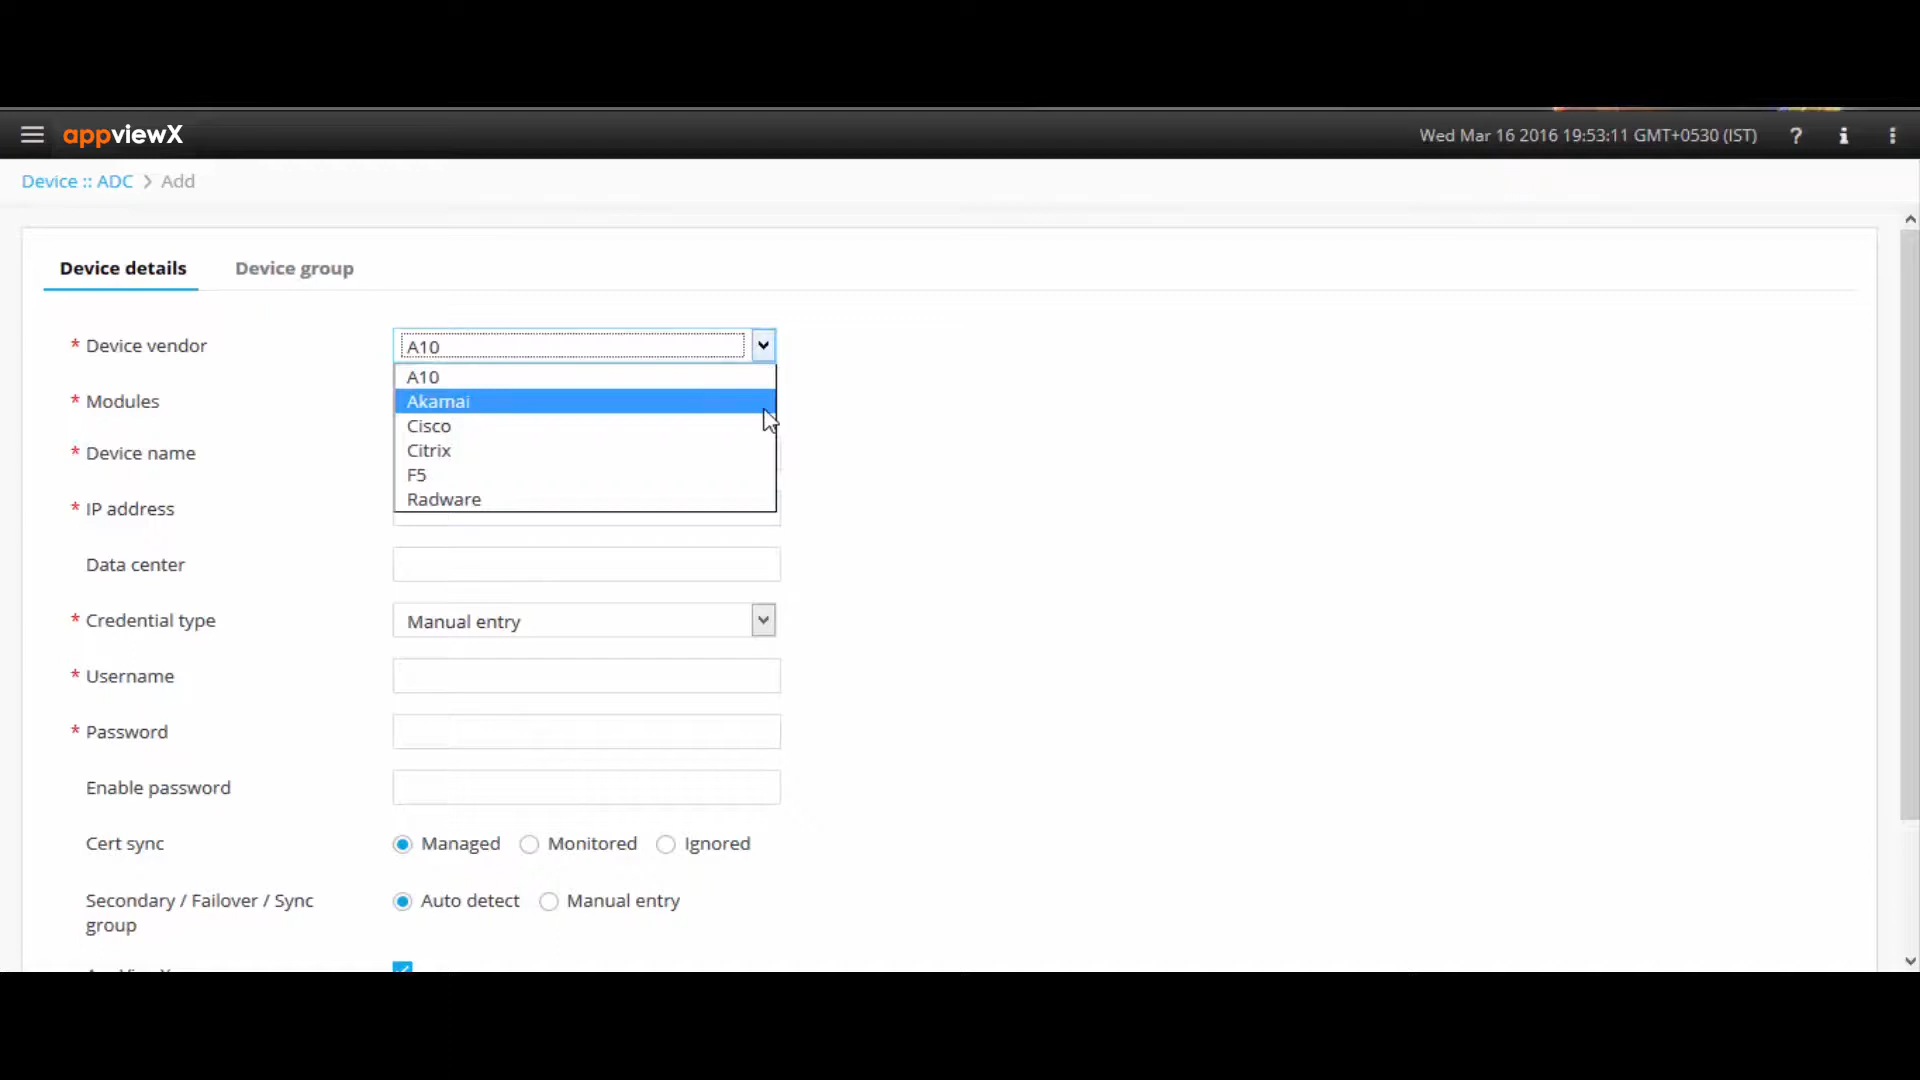 appviewX
Wed Mar 16 2016 19:53:11 GMT+0530 (IST) ?
Device :: ADC > Add
Device details Device group
* Device vendor A10
A10
* Modules Akamai
Cisco
* Device name Citrix
F5
* IP address Radware
Data center
* Credential type Manual entry
* Username
* Password
Enable password
Cert sync Managed Monitored Ignored
Secondary / Failover / Sync Auto detect Manual entry
group